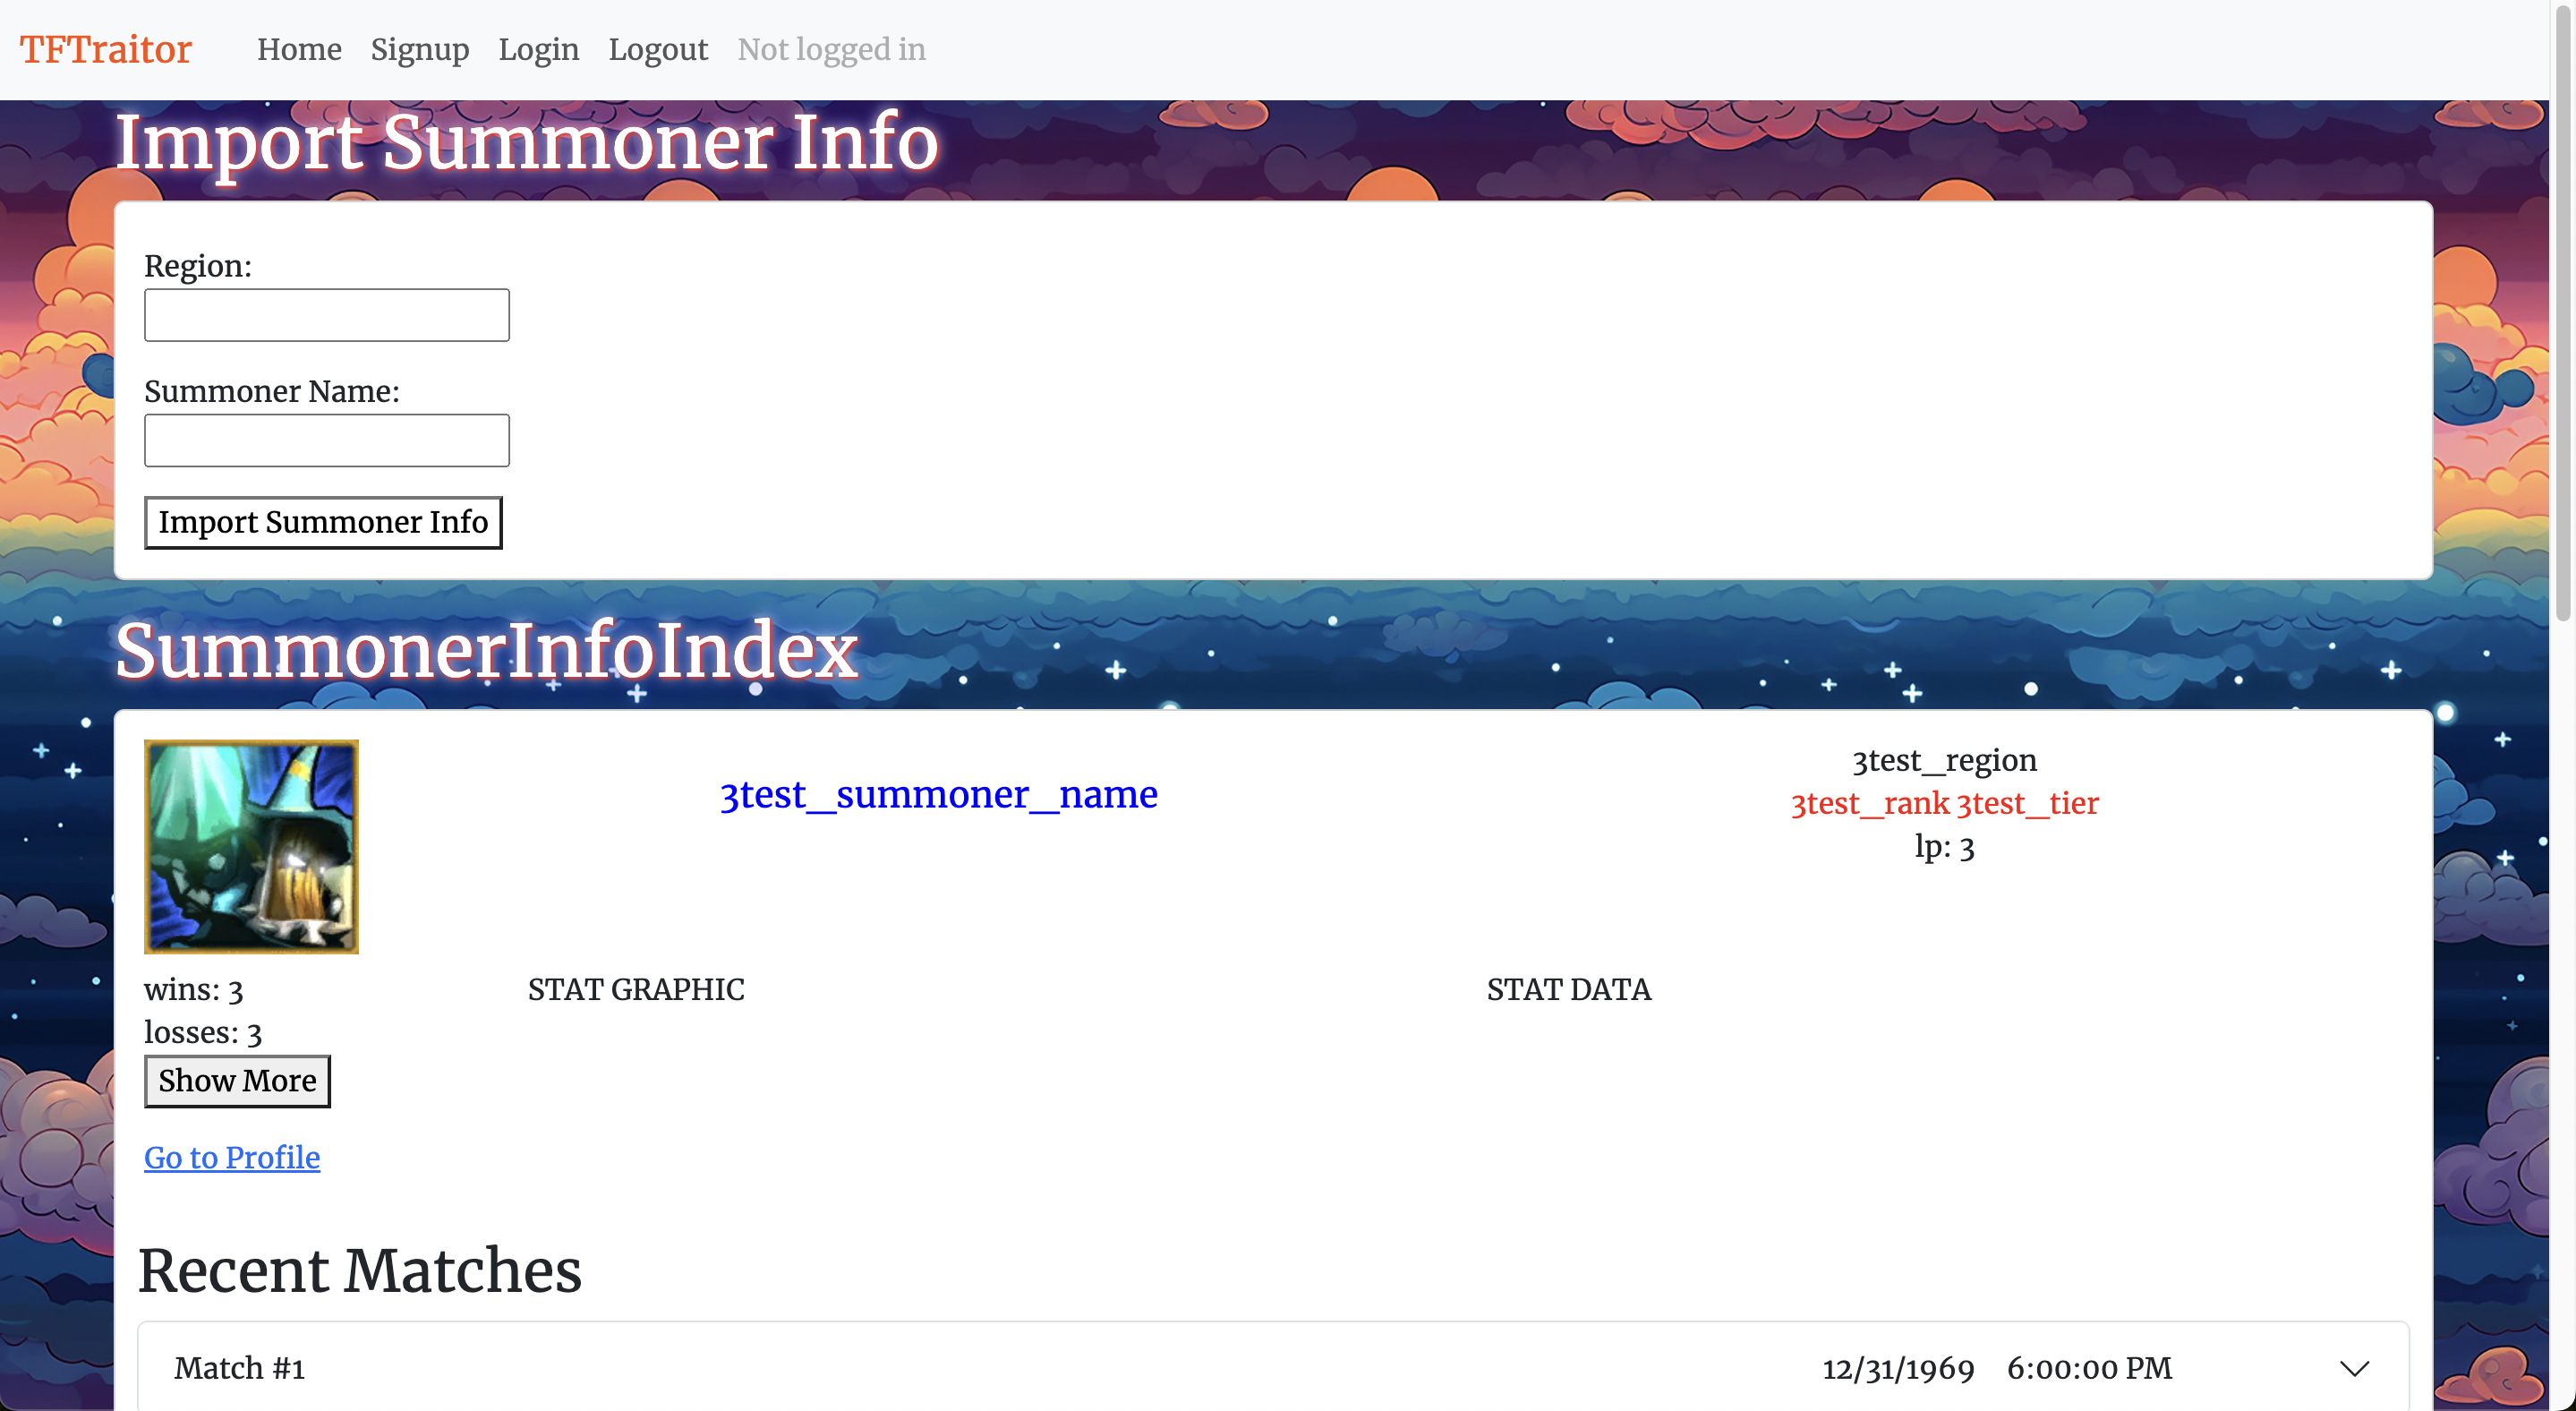 TFTraitor Home Signup Login Logout Not logged in
Import Summoner Info
Region:
Summoner Name:
Import Summoner Info
SummonerInfoIndex
3test_summoner_name
3test_region
3test_rank 3test_tier
lp: 3
wins: 3
losses: 3
STAT GRAPHIC
STAT DATA
Show More
Go to Profile
Recent Matches
Match #1 12/31/1969 6:00:00 PM